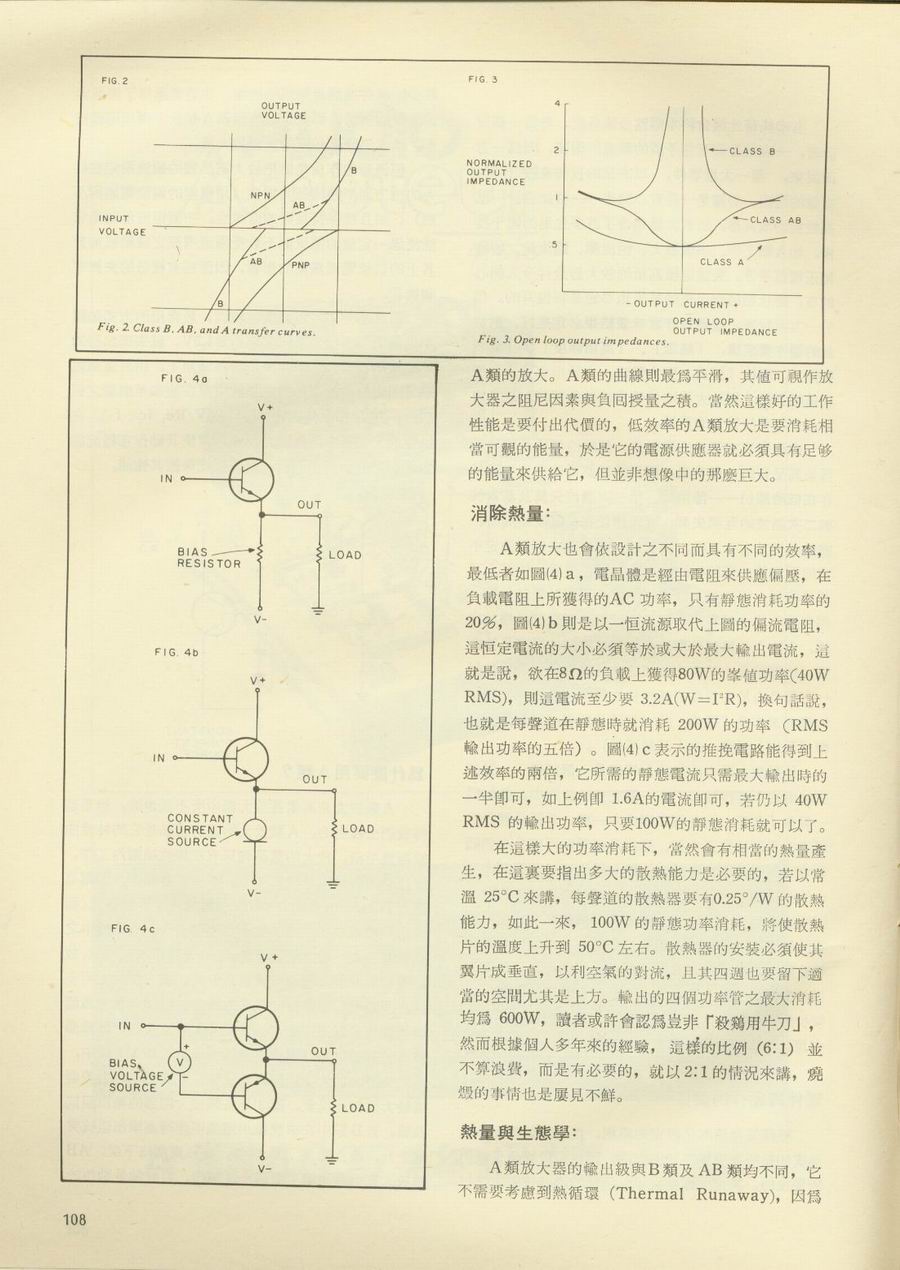 FIG. 2
OUTPUT
VOLTAGE
NPN
AB
B
INPUT
VOLTAGE
AB
PNP
B
Fig. 2. Class B, AB, and A transfer curves.
FIG. 3
4
2
1
.5
NORMALIZED
OUTPUT
IMPEDANCE
CLASS B
CLASS AB
CLASS A
- OUTPUT CURRENT +
OPEN LOOP
OUTPUT IMPEDANCE
Fig. 3. Open loop output impedances.
FIG. 4a
V+
IN
OUT
BIAS
RESISTOR
LOAD
V-
FIG. 4b
V+
IN
OUT
CONSTANT
CURRENT
SOURCE
LOAD
V-
FIG. 4c
V+
IN
OUT
+
V
-
BIAS
VOLTAGE
SOURCE
LOAD
V-
A類的放大。A類的曲線則最爲平滑，其值可視作放
大器之阻尼因素與負回授量之積。當然這樣好的工作
性能是要付出代價的，低效率的A類放大是要消耗相
當可觀的能量，於是它的電源供應器就必須具有足够
的能量來供給它，但並非想像中的那麽巨大。
消除熱量：
A類放大也會依設計之不同而具有不同的效率，
最低者如圖(4) a，電晶體是經由電阻來供應偏壓，在
負載電阻上所獲得的AC 功率，只有靜態消耗功率的
20%，圖(4) b 則是以一恒流源取代上圖的偏流電阻，
這恒定電流的大小必須等於或大於最大輸出電流，這
就是說，欲在8Ω的負載上獲得80W的峯値功率(40W
RMS)，則這電流至少要 3.2A(W=I²R)，換句話說，
也就是每聲道在靜態時就消耗 200W 的功率（RMS
輸出功率的五倍）。圖(4) c 表示的推挽電路能得到上
述效率的兩倍，它所需的靜態電流只需最大輸出時的
一半卽可，如上例卽 1.6A的電流卽可，若仍以 40W
RMS 的輸出功率，只要100W的靜態消耗就可以了。
在這樣大的功率消耗下，當然會有相當的熱量產
生，在這裏要指出多大的散熱能力是必要的，若以常
溫 25°C 來講，每聲道的散熱器要有0.25°/W 的散熱
能力，如此一來，100W 的靜態功率消耗，將使散熱
片的溫度上升到 50°C 左右。散熱器的安裝必須使其
翼片成垂直，以利空氣的對流，且其四週也要留下適
當的空間尤其是上方。輸出的四個功率管之最大消耗
均爲 600W，讀者或許會認爲豈非「殺鷄用牛刀」，
然而根據個人多年來的經驗，這樣的比例（6:1）並
不算浪費，而是有必要的，就以 2:1 的情況來講，燒
燬的事情也是屢見不鮮。
熱量與生態學：
A類放大器的輸出級與B類及 AB 類均不同，它
不需要考慮到熱循環（Thermal Runaway)，因爲
108